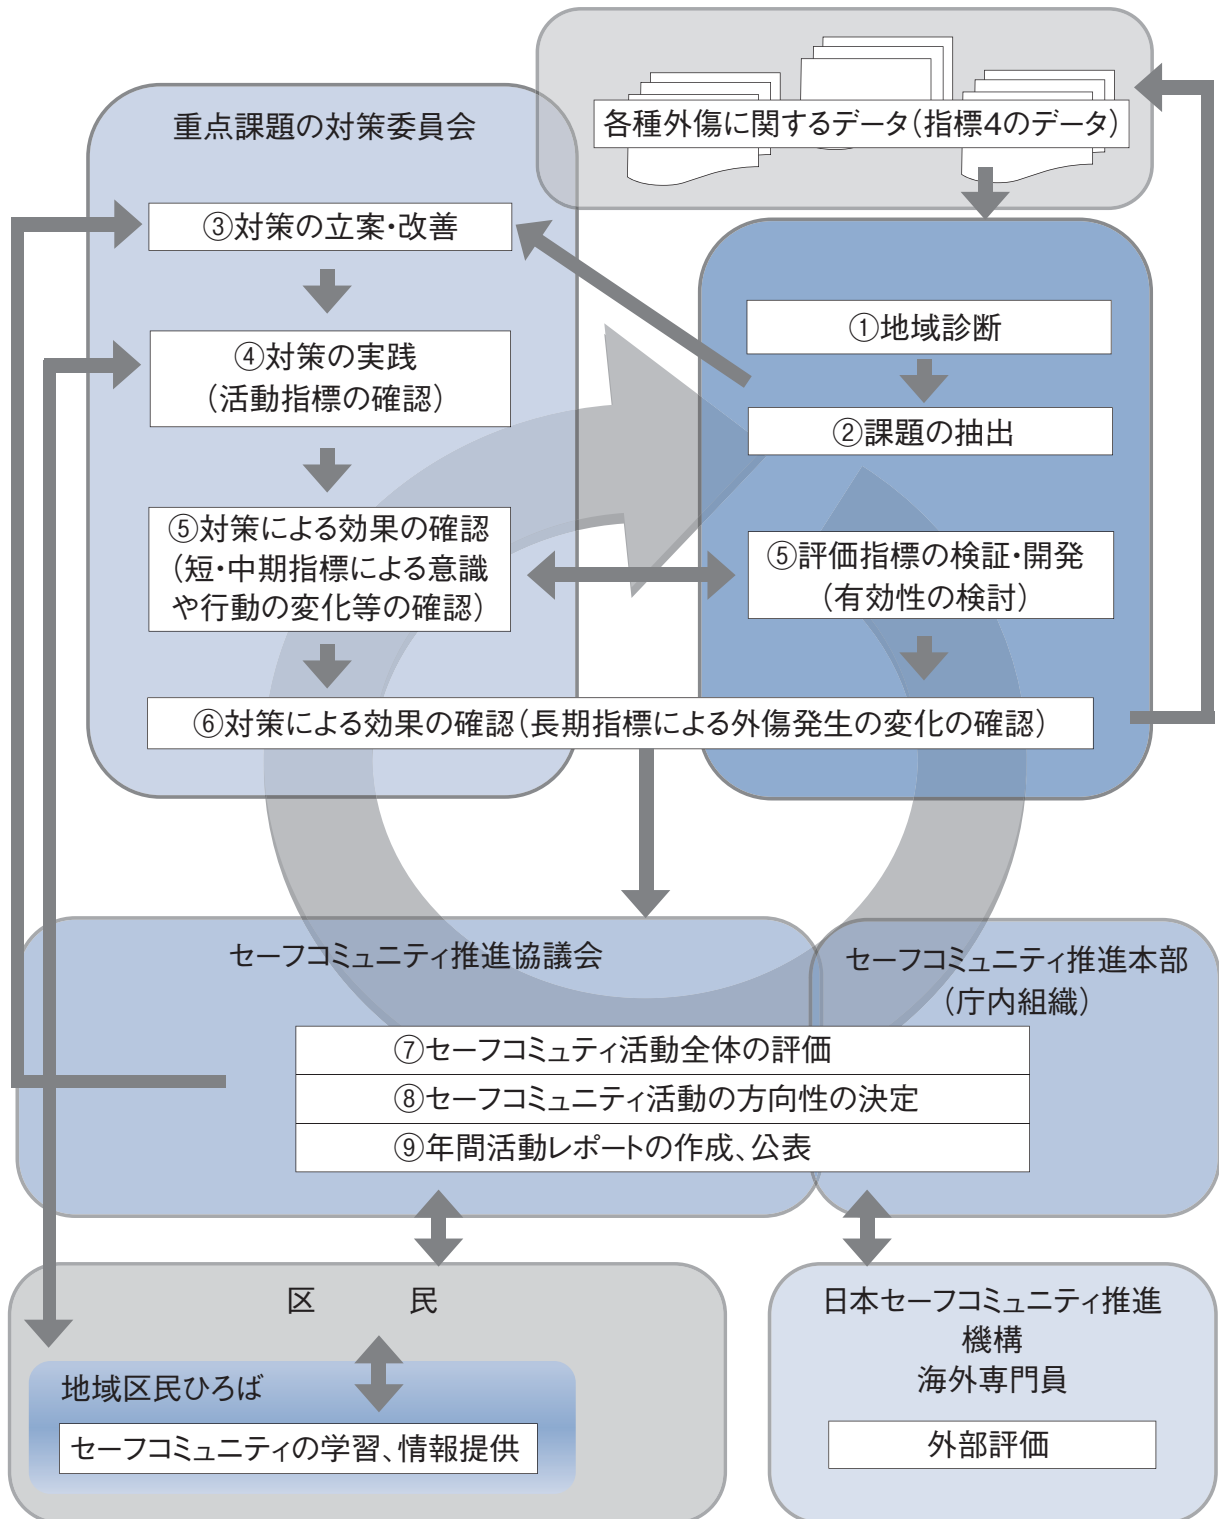 各種外傷に関するデータ(指標4のデータ)
重点課題の対策委員会
③対策の立案・改善
④対策の実践
(活動指標の確認)
⑤対策による効果の確認
(短・中期指標による意識
や行動の変化等の確認)
①地域診断
②課題の抽出
⑤評価指標の検証・開発
(有効性の検討)
⑥対策による効果の確認(長期指標による外傷発生の変化の確認)
セーフコミュニティ推進協議会
セーフコミュニティ推進本部
(庁内組織)
⑦セーフコミュティ活動全体の評価
⑧セーフコミュニティ活動の方向性の決定
⑨年間活動レポートの作成、公表
区 民
地域区民ひろば
セーフコミュニティの学習、情報提供
日本セーフコミュニティ推進
機構
海外専門員
外部評価